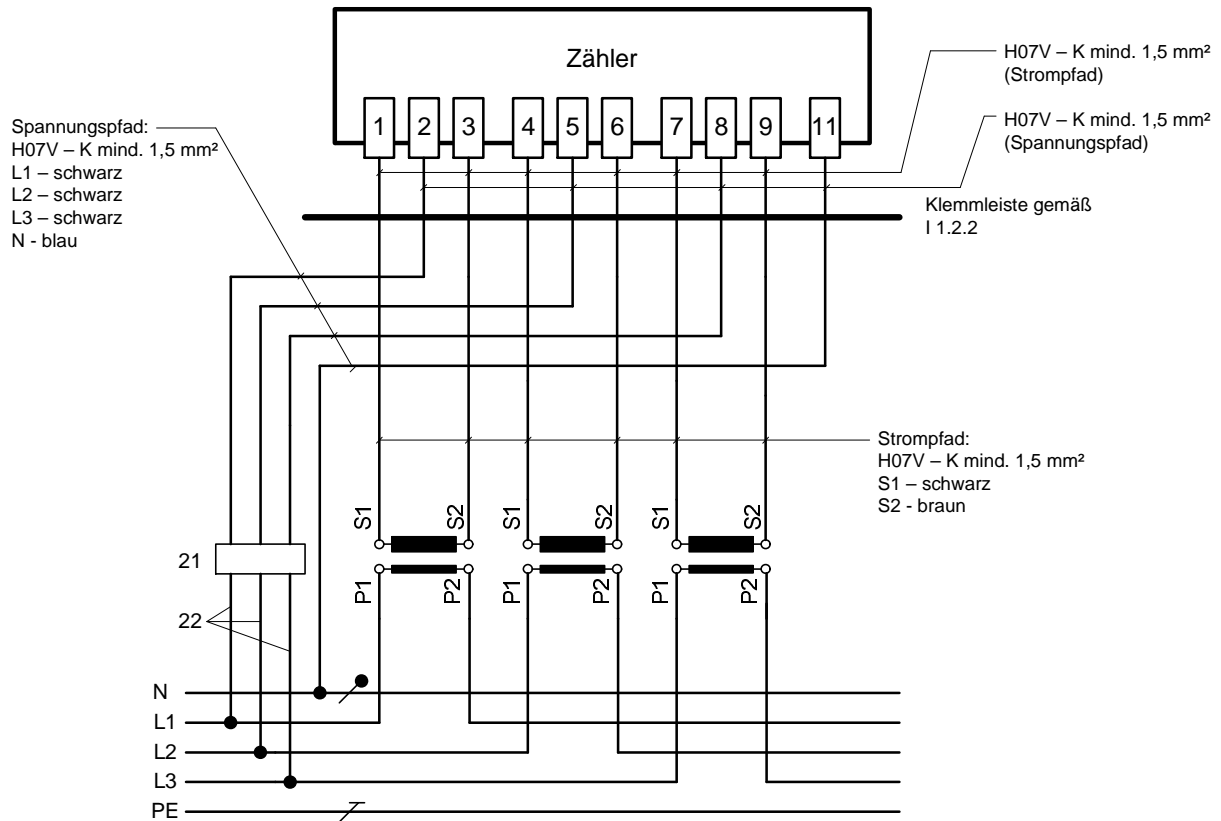 Zähler
1 2 3 4 5 6 7 8 9 11
H07V – K mind. 1,5 mm²
(Strompfad)
H07V – K mind. 1,5 mm²
(Spannungspfad)
Spannungspfad:
H07V – K mind. 1,5 mm²
L1 – schwarz
L2 – schwarz
L3 – schwarz
N - blau
Klemmleiste gemäß
I 1.2.2
Strompfad:
H07V – K mind. 1,5 mm²
S1 – schwarz
S2 - braun
S1 S2 S1 S2 S1 S2
P1 P2 P1 P2 P1 P2
21
22
N
L1
L2
L3
PE